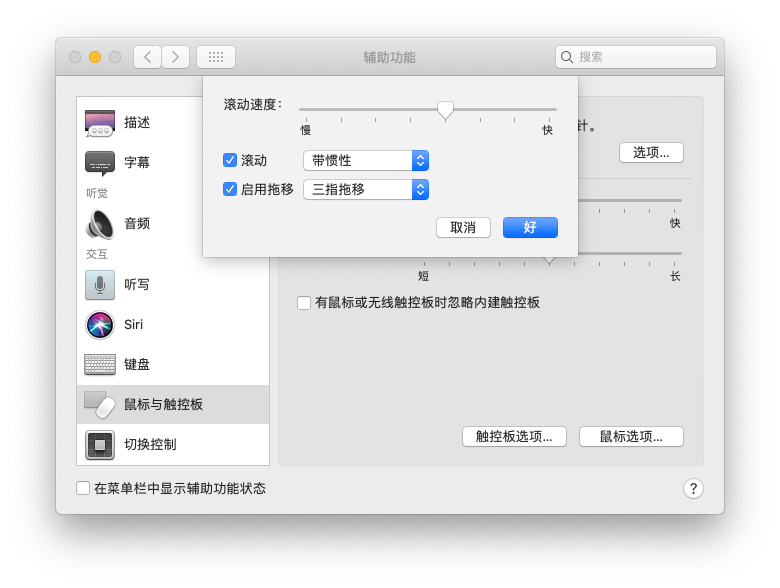 辅助功能
搜索
描述
字幕
听觉
音频
交互
听写
Siri
键盘
鼠标与触控板
切换控制
滚动速度：
慢
快
滚动
带惯性
启用拖移
三指拖移
取消
好
针。
选项...
快
短
长
有鼠标或无线触控板时忽略内建触控板
触控板选项...
鼠标选项...
在菜单栏中显示辅助功能状态
?